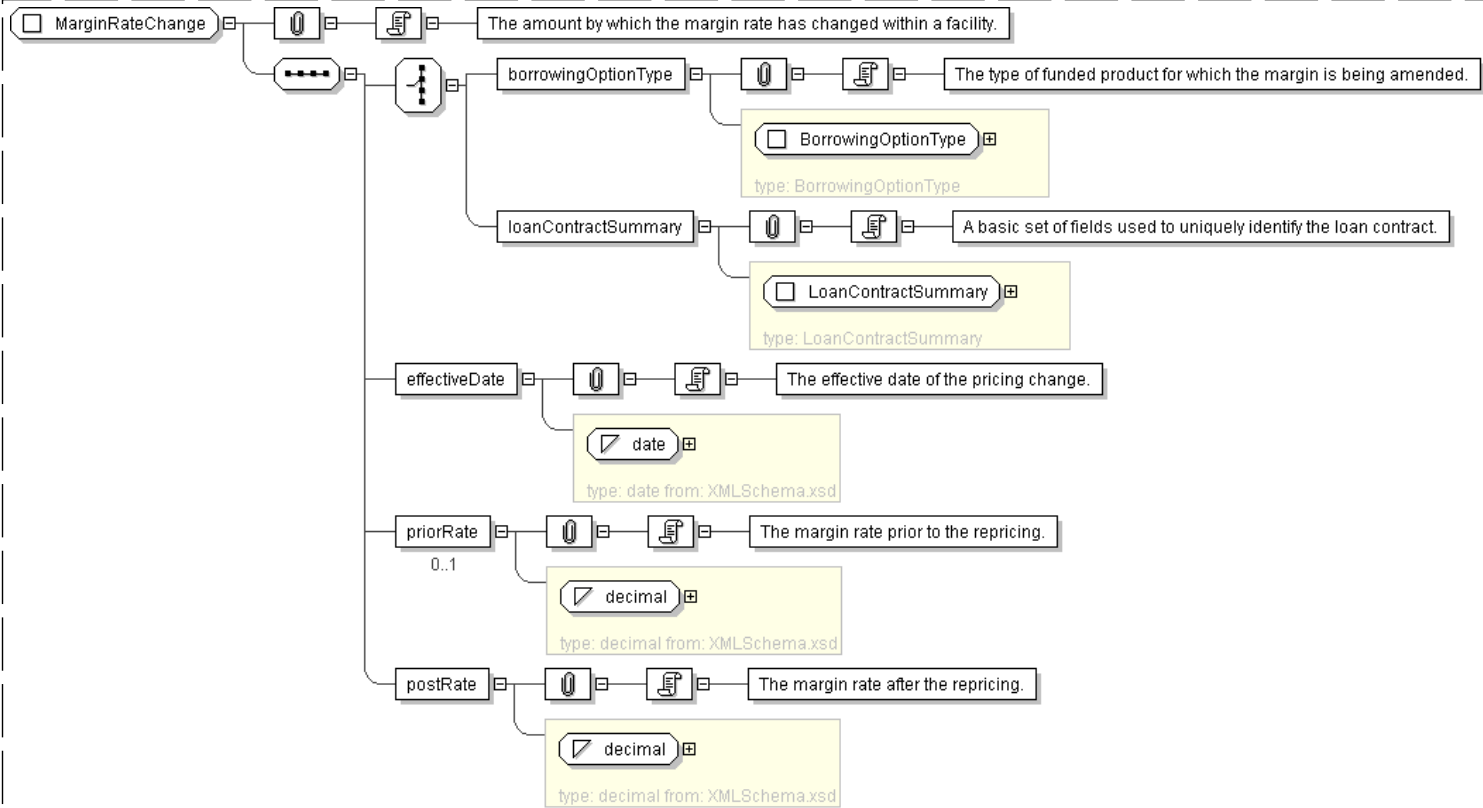 MarginRateChange
The amount by which the margin rate has changed within a facility.
borrowingOptionType
The type of funded product for which the margin is being amended.
BorrowingOptionType
type: BorrowingOptionType
loanContractSummary
A basic set of fields used to uniquely identify the loan contract.
LoanContractSummary
type: LoanContractSummary
effectiveDate
The effective date of the pricing change.
date
type: date from: XMLSchema.xsd
priorRate
The margin rate prior to the repricing.
0..1
decimal
type: decimal from: XMLSchema.xsd
postRate
The margin rate after the repricing.
decimal
type: decimal from: XMLSchema.xsd